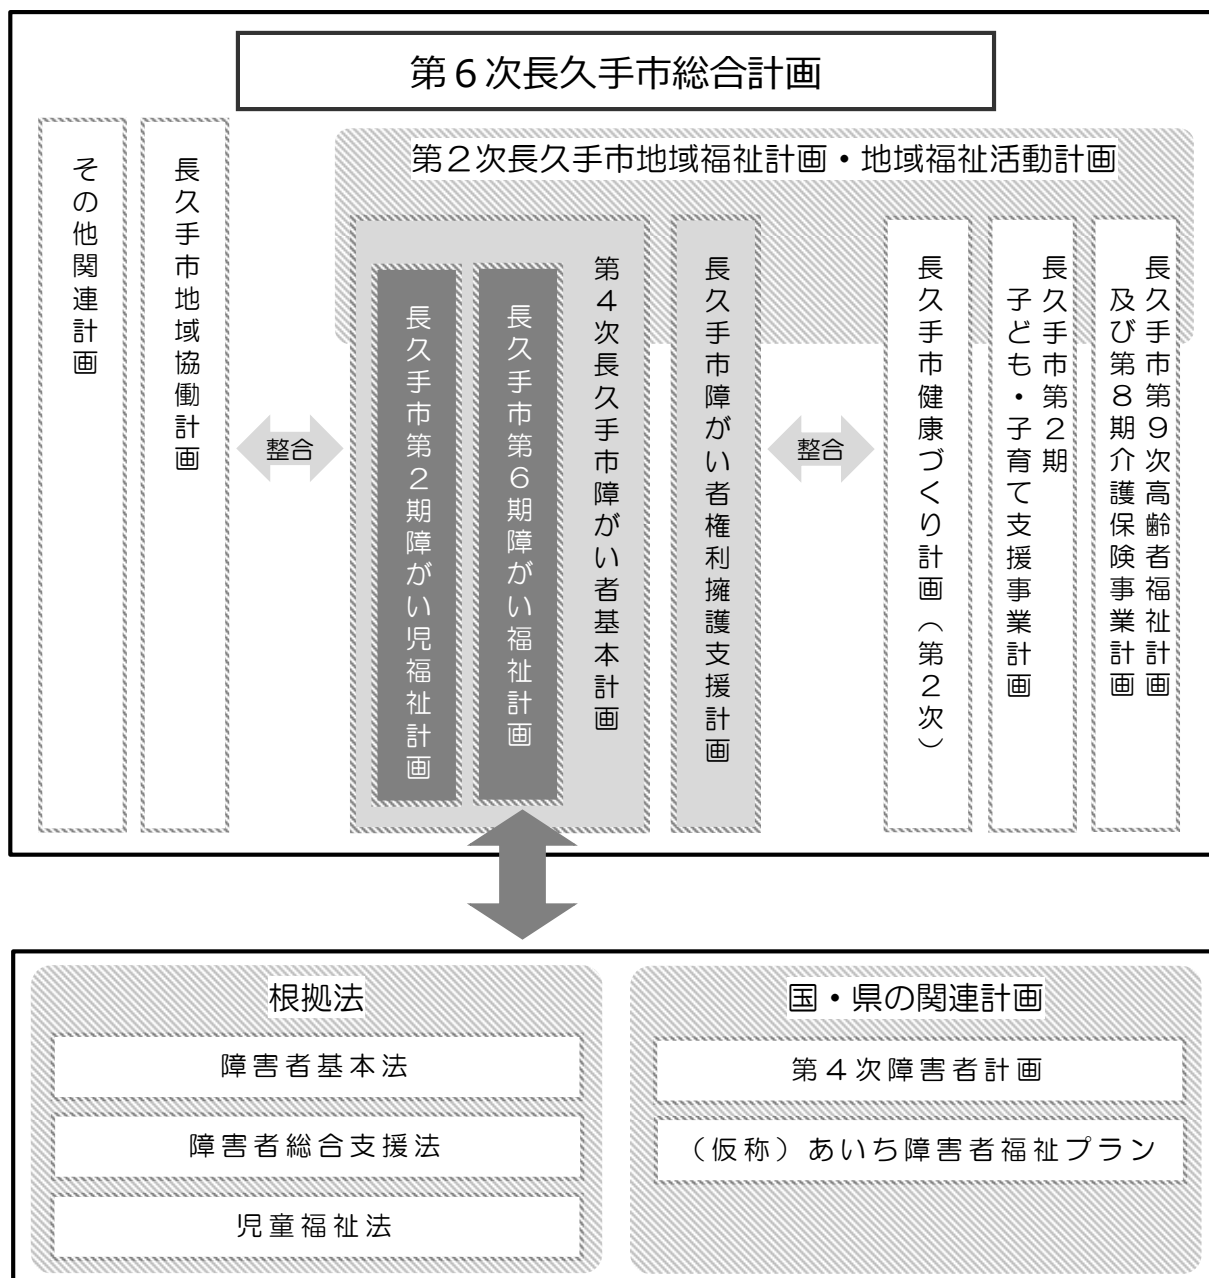 第６次長久手市総合計画
第２次長久手市地域福祉計画・地域福祉活動計画
その他関連計画
長久手市地域協働計画
整合
長久手市第２期障がい児福祉計画
長久手市第６期障がい福祉計画
第４次長久手市障がい者基本計画
長久手市障がい者権利擁護支援計画
整合
長久手市健康づくり計画（第２次）
長久手市第２期
子ども・子育て支援事業計画
長久手市第９次高齢者福祉計画
及び第８期介護保険事業計画
根拠法
障害者基本法
障害者総合支援法
児童福祉法
国・県の関連計画
第４次障害者計画
（仮称）あいち障害者福祉プラン